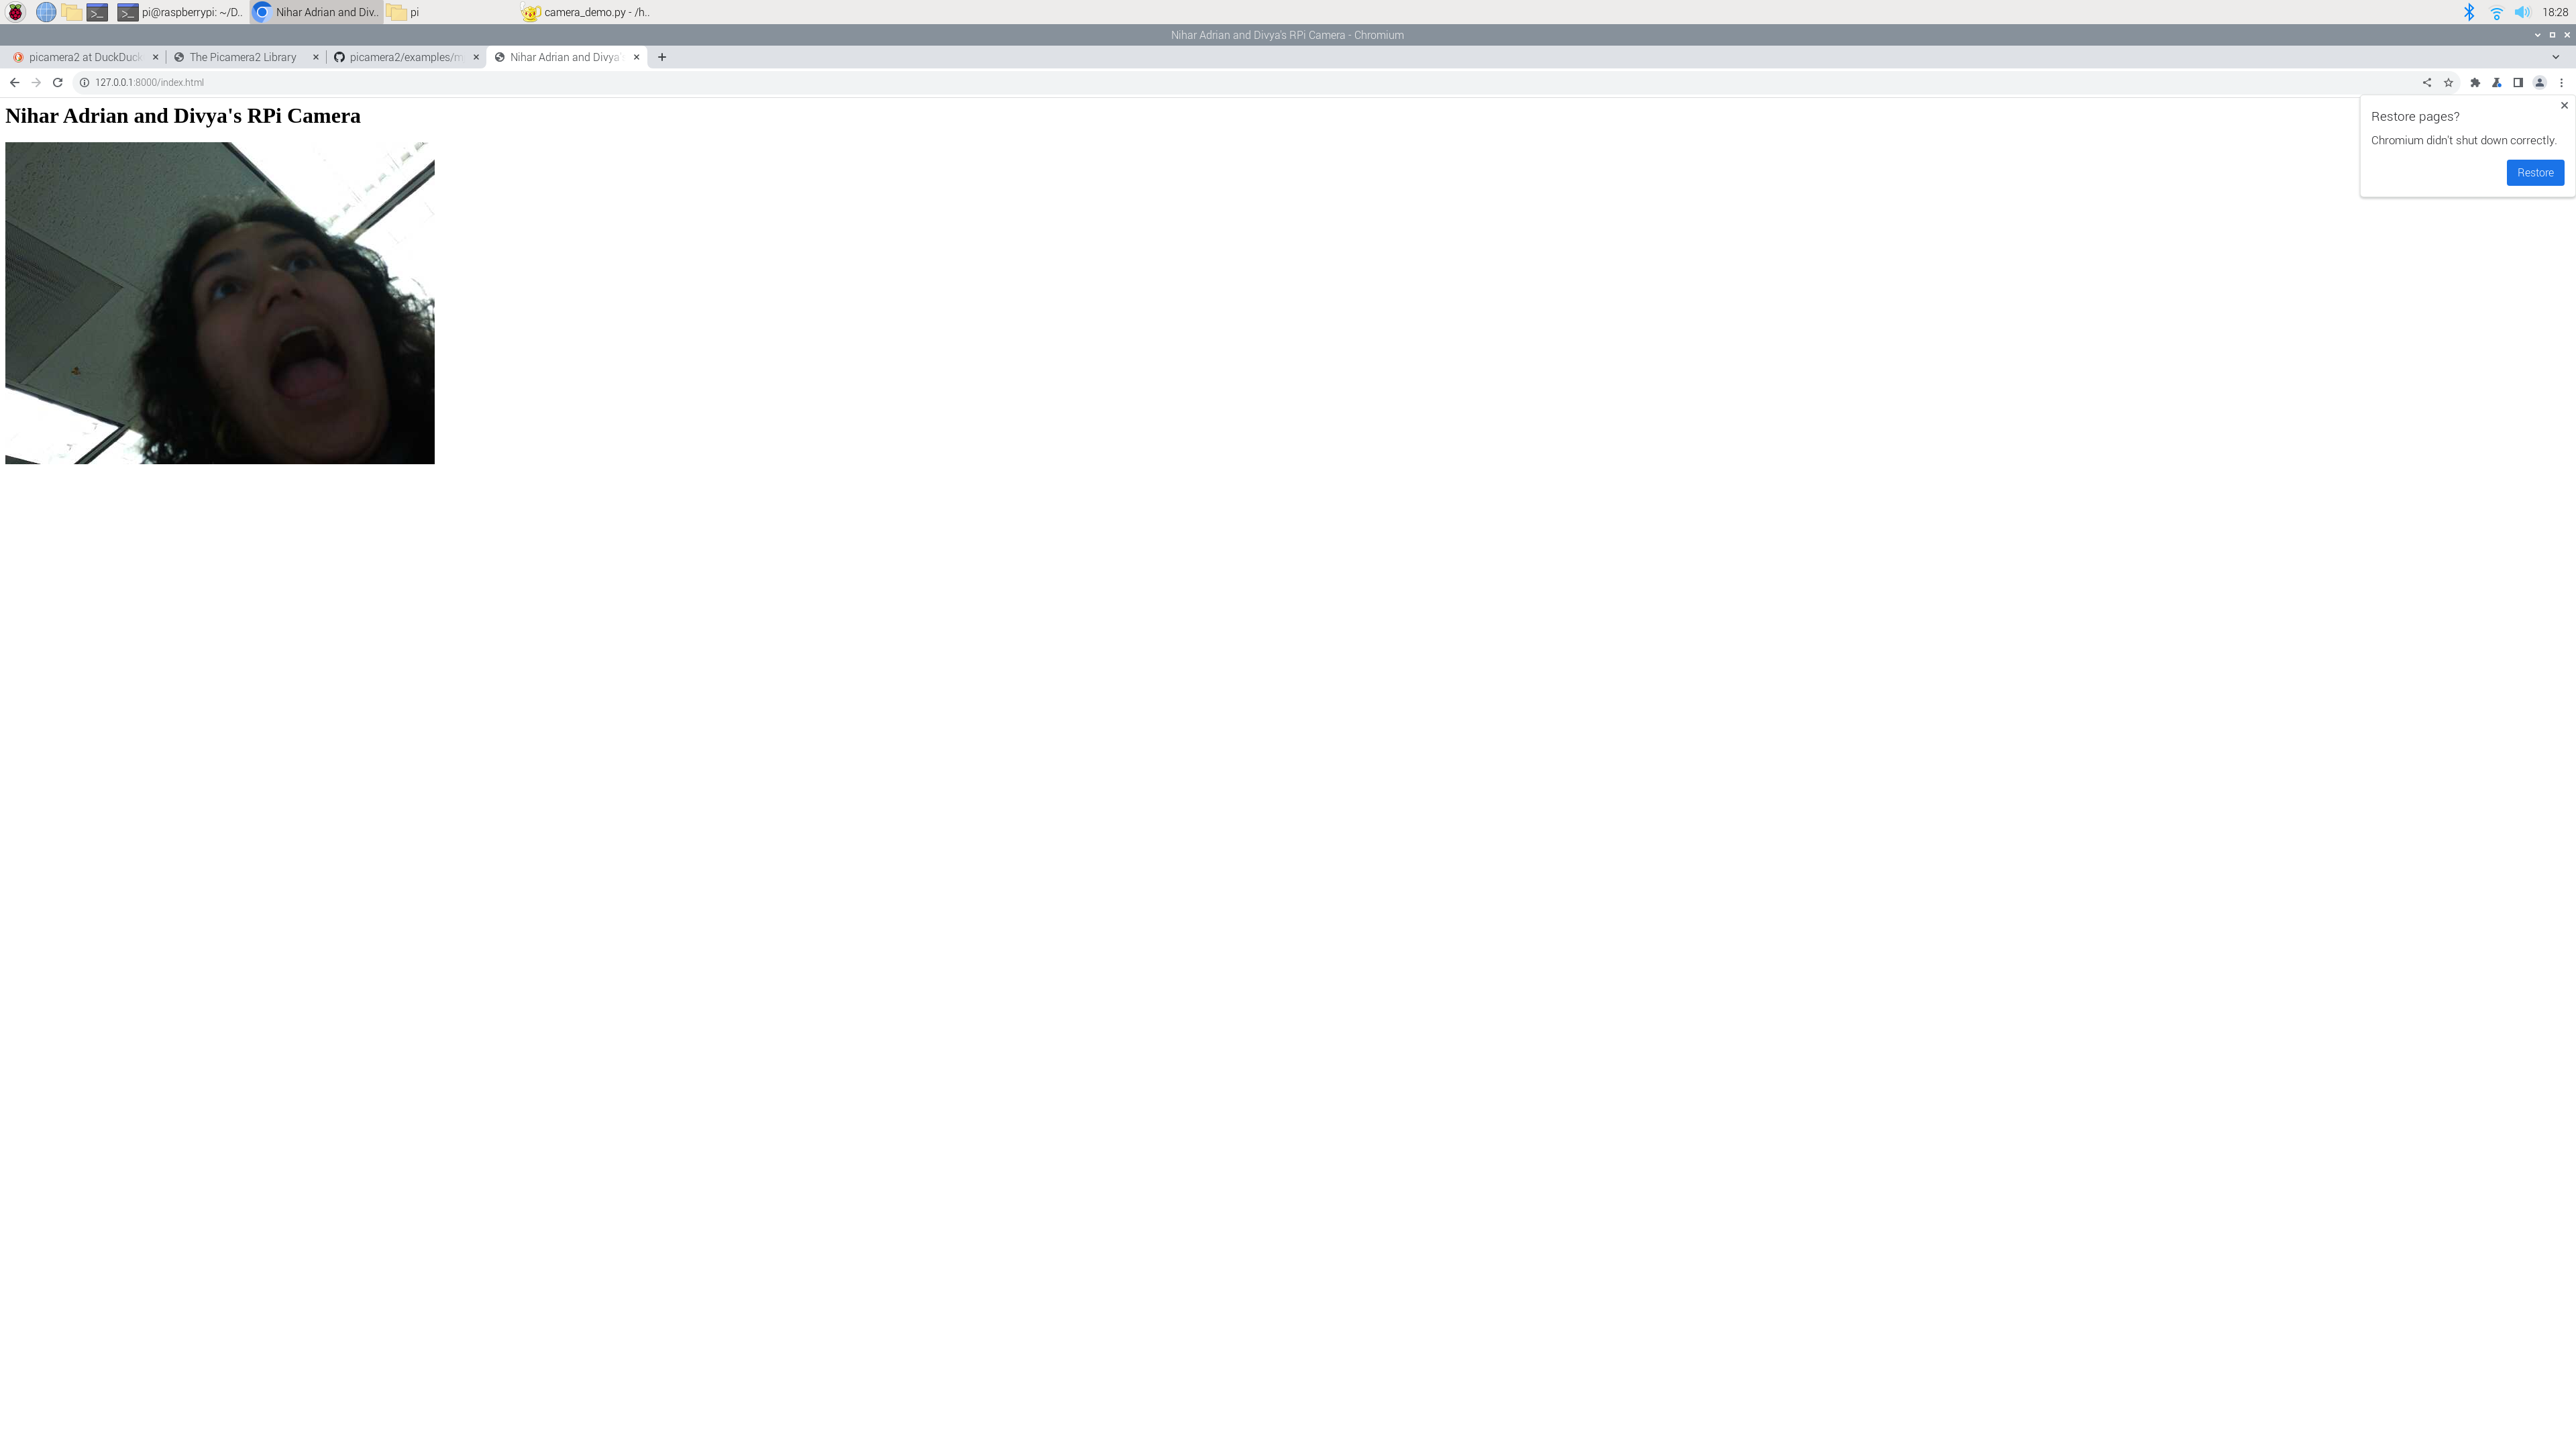 pi@raspberrypi: ~/D..
Nihar Adrian and Div..
pi
camera_demo.py - /h..
18:28
Nihar Adrian and Divya's RPi Camera - Chromium
picamera2 at DuckDuck
The Picamera2 Library
picamera2/examples/m
Nihar Adrian and Divya'
127.0.0.1:8000/index.html
Nihar Adrian and Divya's RPi Camera
Restore pages?
Chromium didn't shut down correctly.
Restore